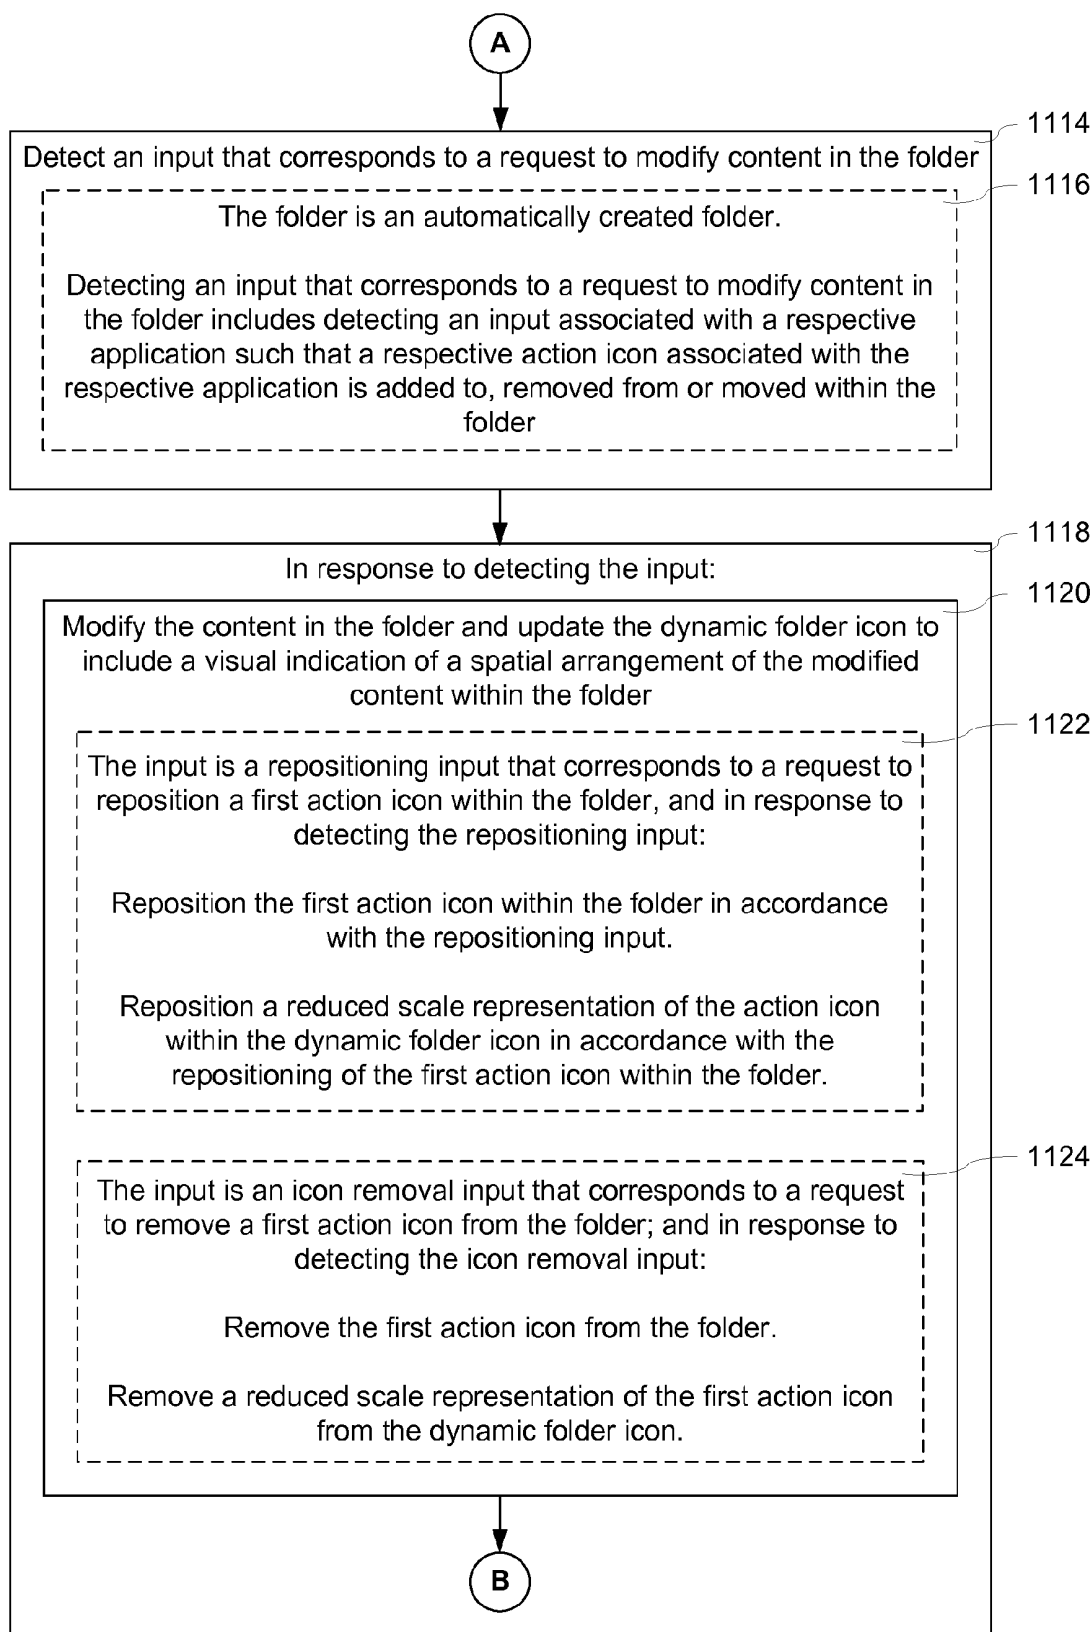 A
1114
Detect an input that corresponds to a request to modify content in the folder
1116
The folder is an automatically created folder.
Detecting an input that corresponds to a request to modify content in
the folder includes detecting an input associated with a respective
application such that a respective action icon associated with the
respective application is added to, removed from or moved within the
folder
1118
In response to detecting the input:
1120
Modify the content in the folder and update the dynamic folder icon to
include a visual indication of a spatial arrangement of the modified
content within the folder
1122
The input is a repositioning input that corresponds to a request to
reposition a first action icon within the folder, and in response to
detecting the repositioning input:
Reposition the first action icon within the folder in accordance
with the repositioning input.
Reposition a reduced scale representation of the action icon
within the dynamic folder icon in accordance with the
repositioning of the first action icon within the folder.
1124
The input is an icon removal input that corresponds to a request
to remove a first action icon from the folder; and in response to
detecting the icon removal input:
Remove the first action icon from the folder.
Remove a reduced scale representation of the first action icon
from the dynamic folder icon.
B